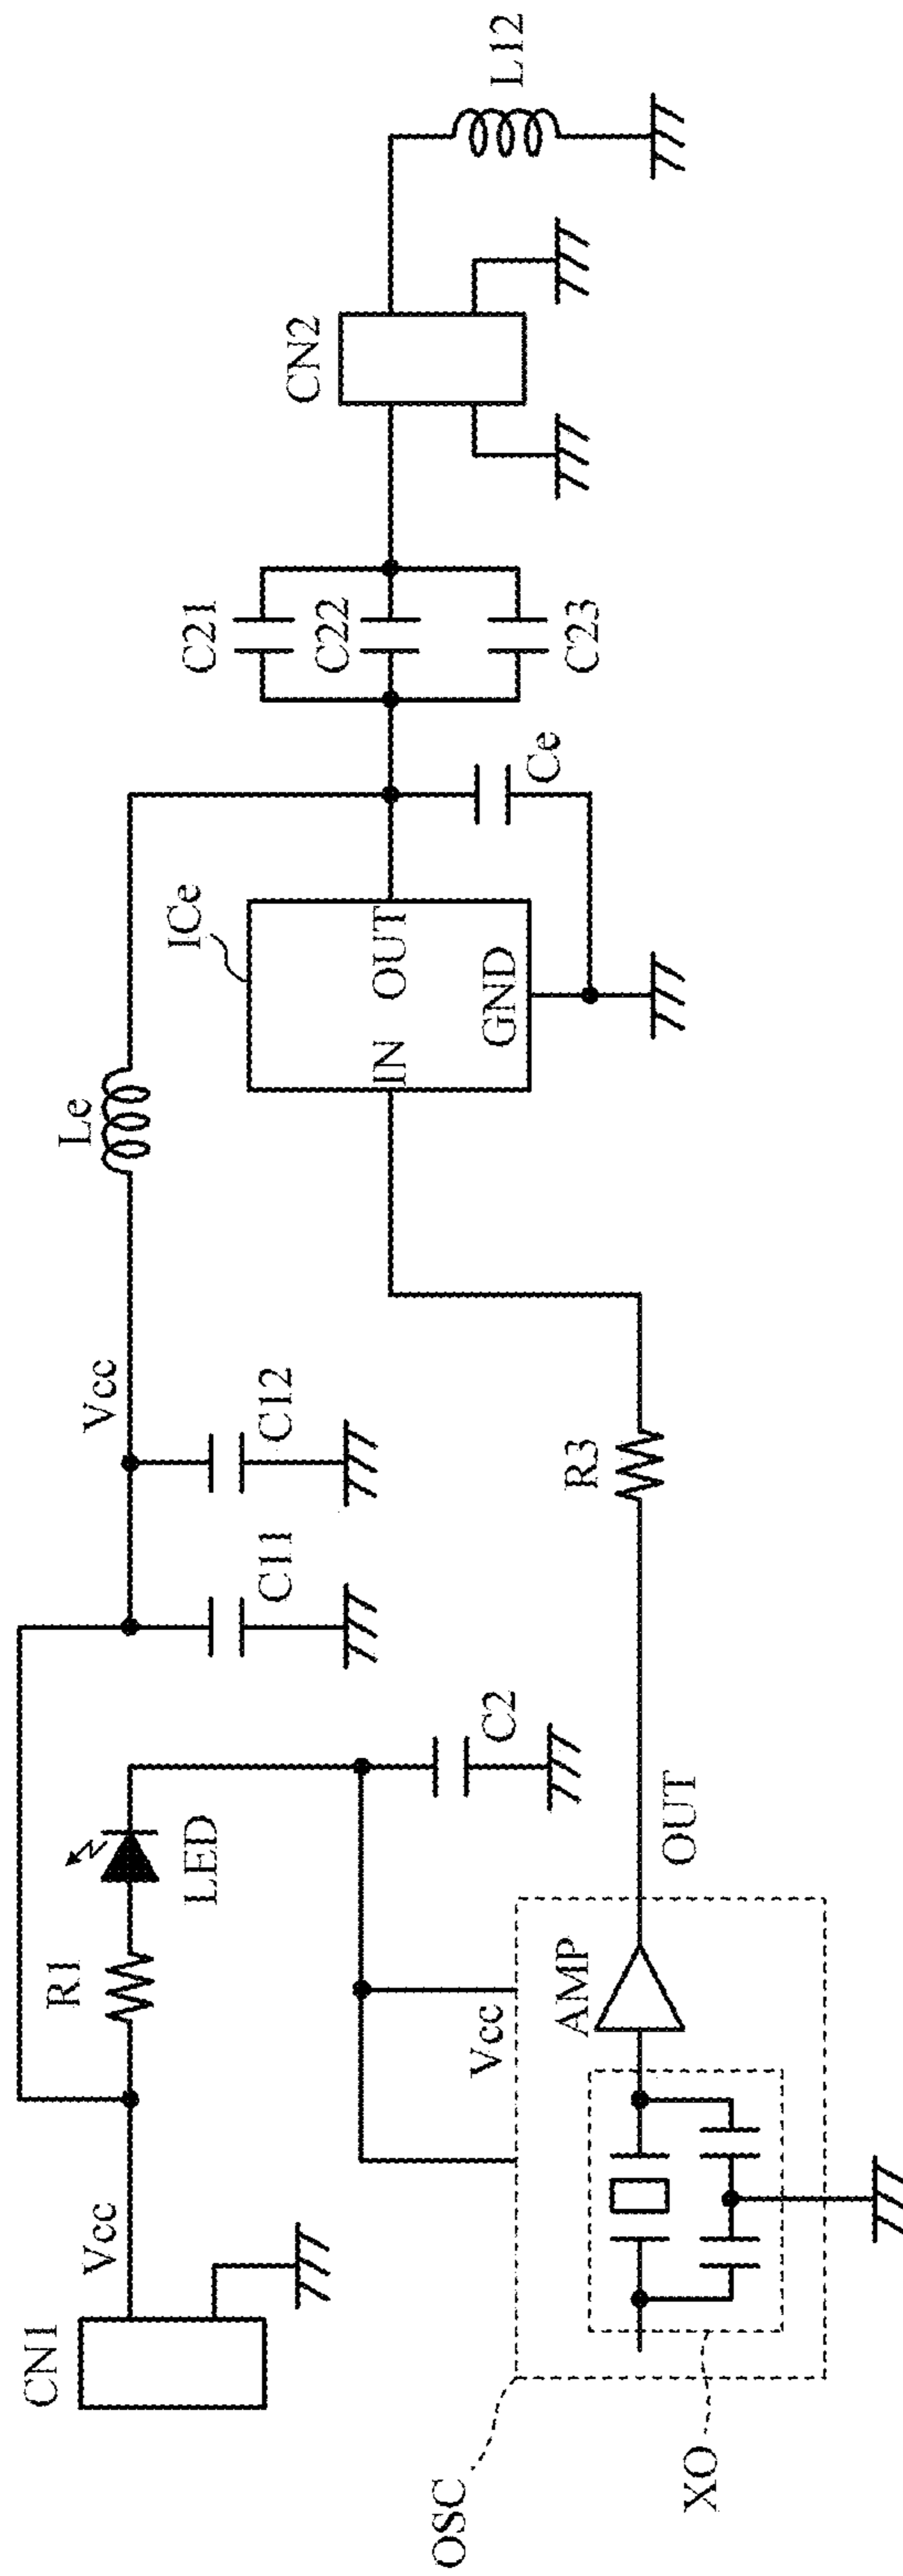 CN1
Vcc
R1
LED
C2
C11
C12
Vcc
Le
ICe
IN
OUT
GND
Ce
C21
C22
C23
CN2
L12
OSC
XO
Vcc
AMP
OUT
R3